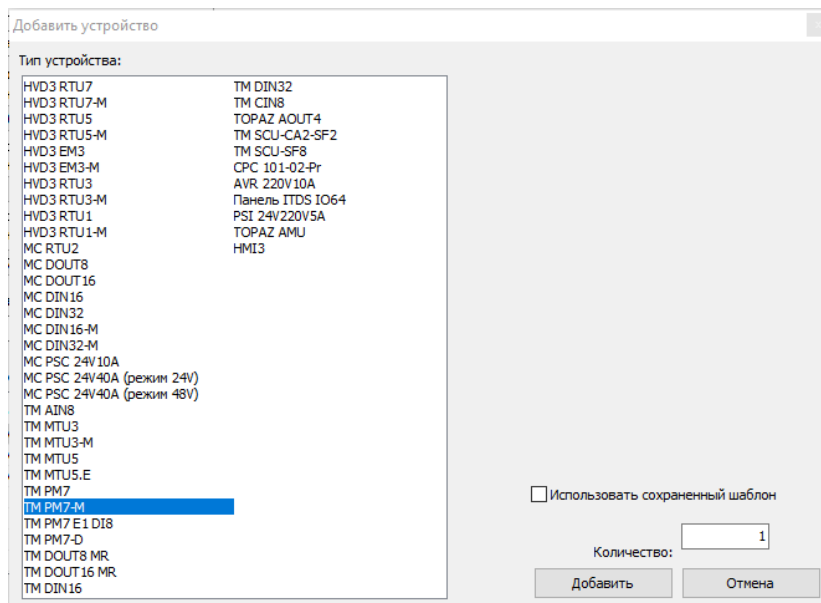 Добавить устройство
Тип устройства:
HVD3 RTU7
HVD3 RTU7-M
HVD3 RTU5
HVD3 RTU5-M
HVD3 EM3
HVD3 EM3-M
HVD3 RTU3
HVD3 RTU3-M
HVD3 RTU1
HVD3 RTU1-M
MC RTU2
MC DOUT8
MC DOUT16
MC DIN16
MC DIN32
MC DIN16-M
MC DIN32-M
MC PSC 24V10A
MC PSC 24V40A (режим 24V)
MC PSC 24V40A (режим 48V)
TM AIN8
TM MTU3
TM MTU3-M
TM MTU5
TM MTU5.E
TM PM7
TM PM7-M
TM PM7 E1 DI8
TM PM7-D
TM DOUT8 MR
TM DOUT16 MR
TM DIN16
TM DIN32
TM CIN8
TOPAZ AOUT4
TM SCU-CA2-SF2
TM SCU-SF8
CPC 101-02-Pr
AVR 220V10A
Панель ITDS IO64
PSI 24V220V5A
TOPAZ AMU
HMI3
Использовать сохраненный шаблон
Количество: 1
Добавить Отмена